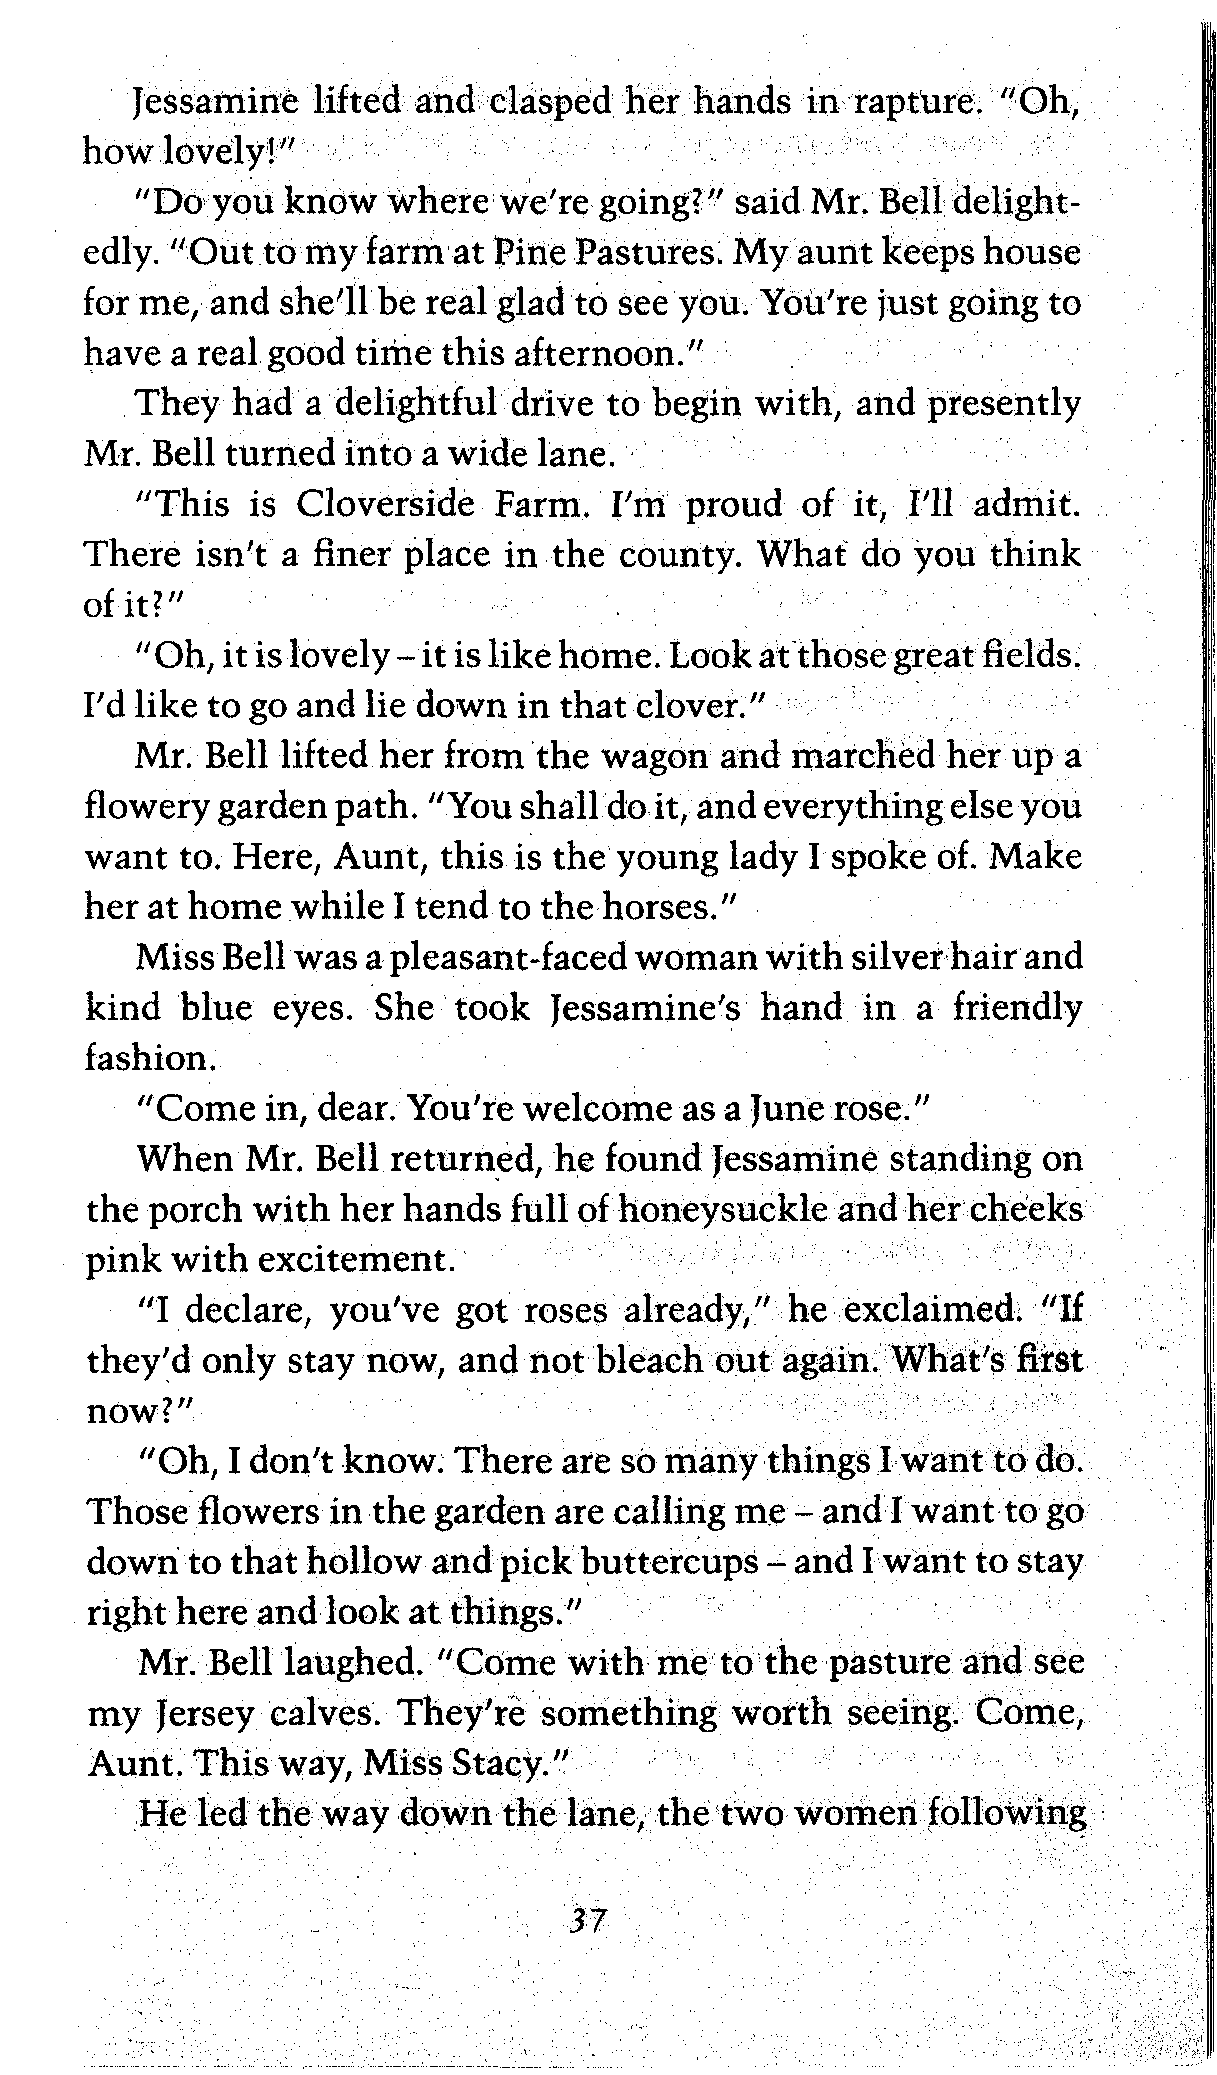 Jessamine lifted and clasped her hands in rapture. "Oh,
how lovely!"
"Do you know where we're going?" said Mr. Bell delight-
edly. "Out to my farm at Pine Pastures. My aunt keeps house
for me, and she'll be real glad to see you. You're just going to
have a real good time this afternoon."
They had a delightful drive to begin with, and presently
Mr. Bell turned into a wide lane.
"This is Cloverside Farm. I'm proud of it, I'll admit.
There isn't a finer place in the county. What do you think
of it?"
"Oh, it is lovely – it is like home. Look at those great fields.
I'd like to go and lie down in that clover."
Mr. Bell lifted her from the wagon and marched her up a
flowery garden path. "You shall do it, and everything else you
want to. Here, Aunt, this is the young lady I spoke of. Make
her at home while I tend to the horses."
Miss Bell was a pleasant-faced woman with silver hair and
kind blue eyes. She took Jessamine's hand in a friendly
fashion.
"Come in, dear. You're welcome as a June rose."
When Mr. Bell returned, he found Jessamine standing on
the porch with her hands full of honeysuckle and her cheeks
pink with excitement.
"I declare, you've got roses already," he exclaimed. "If
they'd only stay now, and not bleach out again. What's first
now?"
"Oh, I don't know. There are so many things I want to do.
Those flowers in the garden are calling me – and I want to go
down to that hollow and pick buttercups – and I want to stay
right here and look at things."
Mr. Bell laughed. "Come with me to the pasture and see
my Jersey calves. They're something worth seeing. Come,
Aunt. This way, Miss Stacy."
He led the way down the lane, the two women following
37